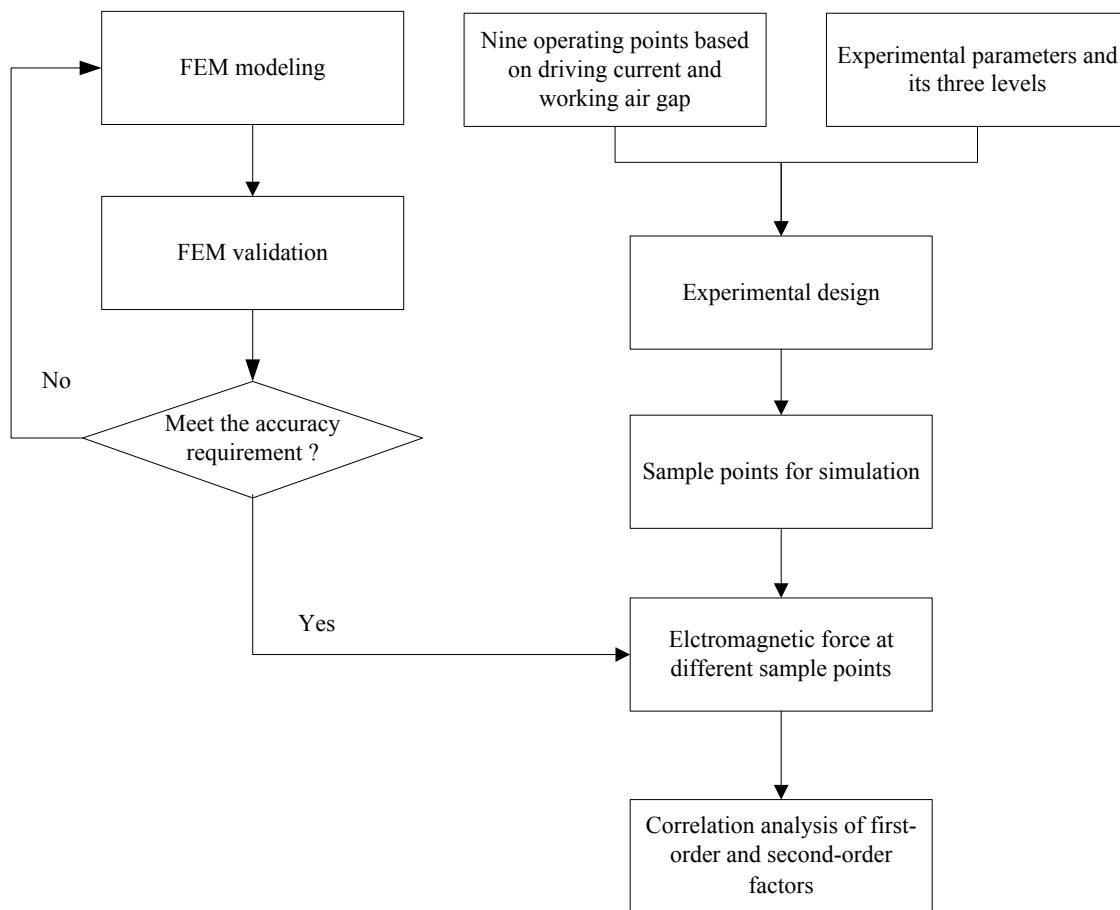 FEM modeling
FEM validation
No
Meet the accuracy
requirement ?
Yes
Nine operating points based
on driving current and
working air gap
Experimental parameters and
its three levels
Experimental design
Sample points for simulation
Elctromagnetic force at
different sample points
Correlation analysis of first-
order and second-order
factors